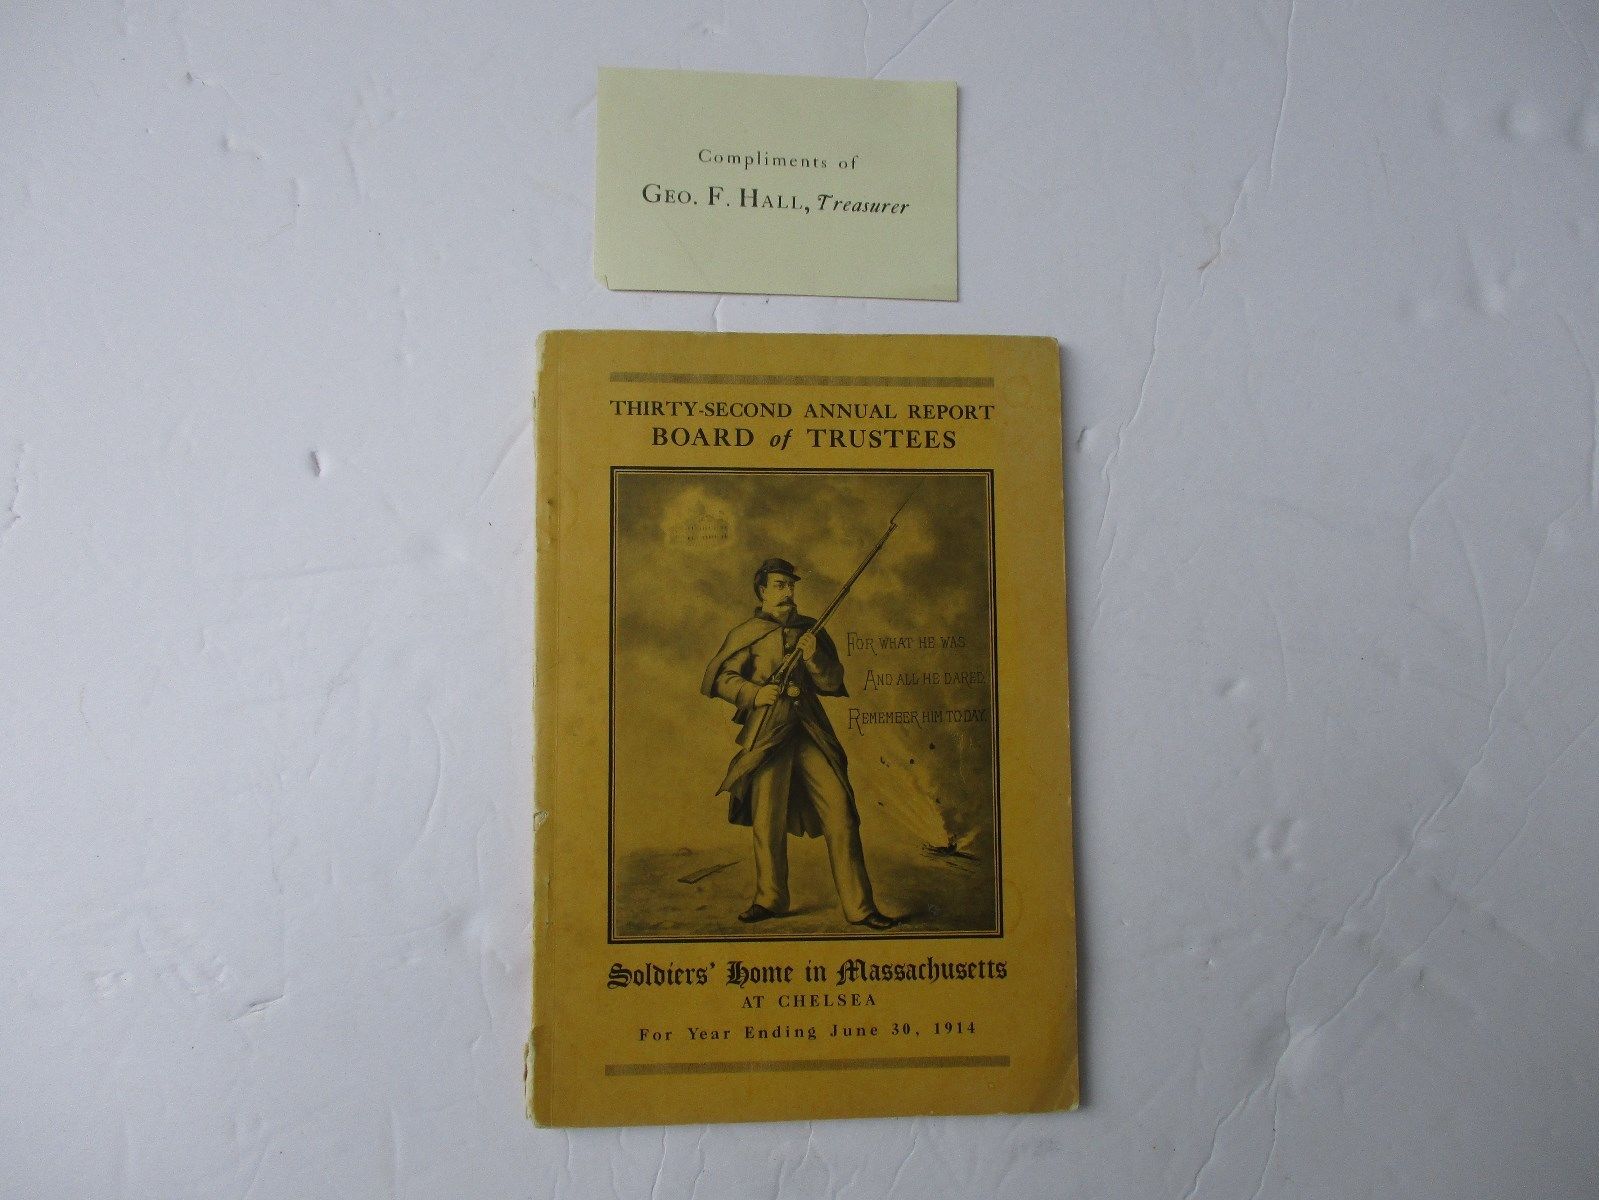 Compliments of
GEO. F. HALL, Treasurer
THIRTY-SECOND ANNUAL REPORT
BOARD of TRUSTEES
FOR WHAT HE WAS
AND ALL HE DARED,
REMEMBER HIM TO-DAY.
Soldiers' Home in Massachusetts
AT CHELSEA
For Year Ending June 30, 1914